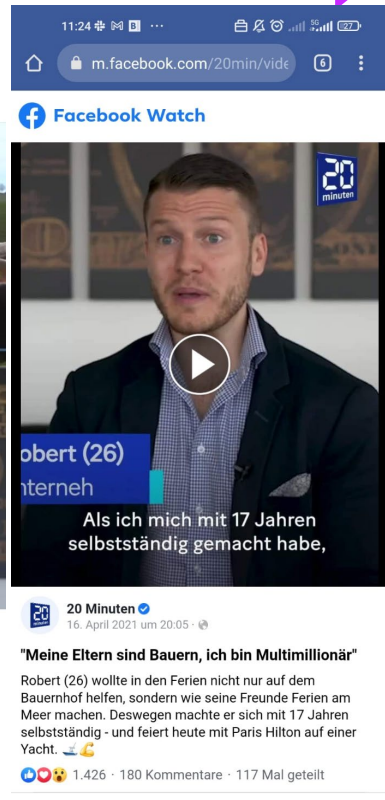 11:24
5G
27
m.facebook.com/20min/vide
6
Facebook Watch
20
minuten
obert (26)
nterneh
Als ich mich mit 17 Jahren
selbstständig gemacht habe,
20 Minuten
16. April 2021 um 20:05 ·
"Meine Eltern sind Bauern, ich bin Multimillionär"
Robert (26) wollte in den Ferien nicht nur auf dem
Bauernhof helfen, sondern wie seine Freunde Ferien am
Meer machen. Deswegen machte er sich mit 17 Jahren
selbstständig - und feiert heute mit Paris Hilton auf einer
Yacht.
1.426 · 180 Kommentare · 117 Mal geteilt